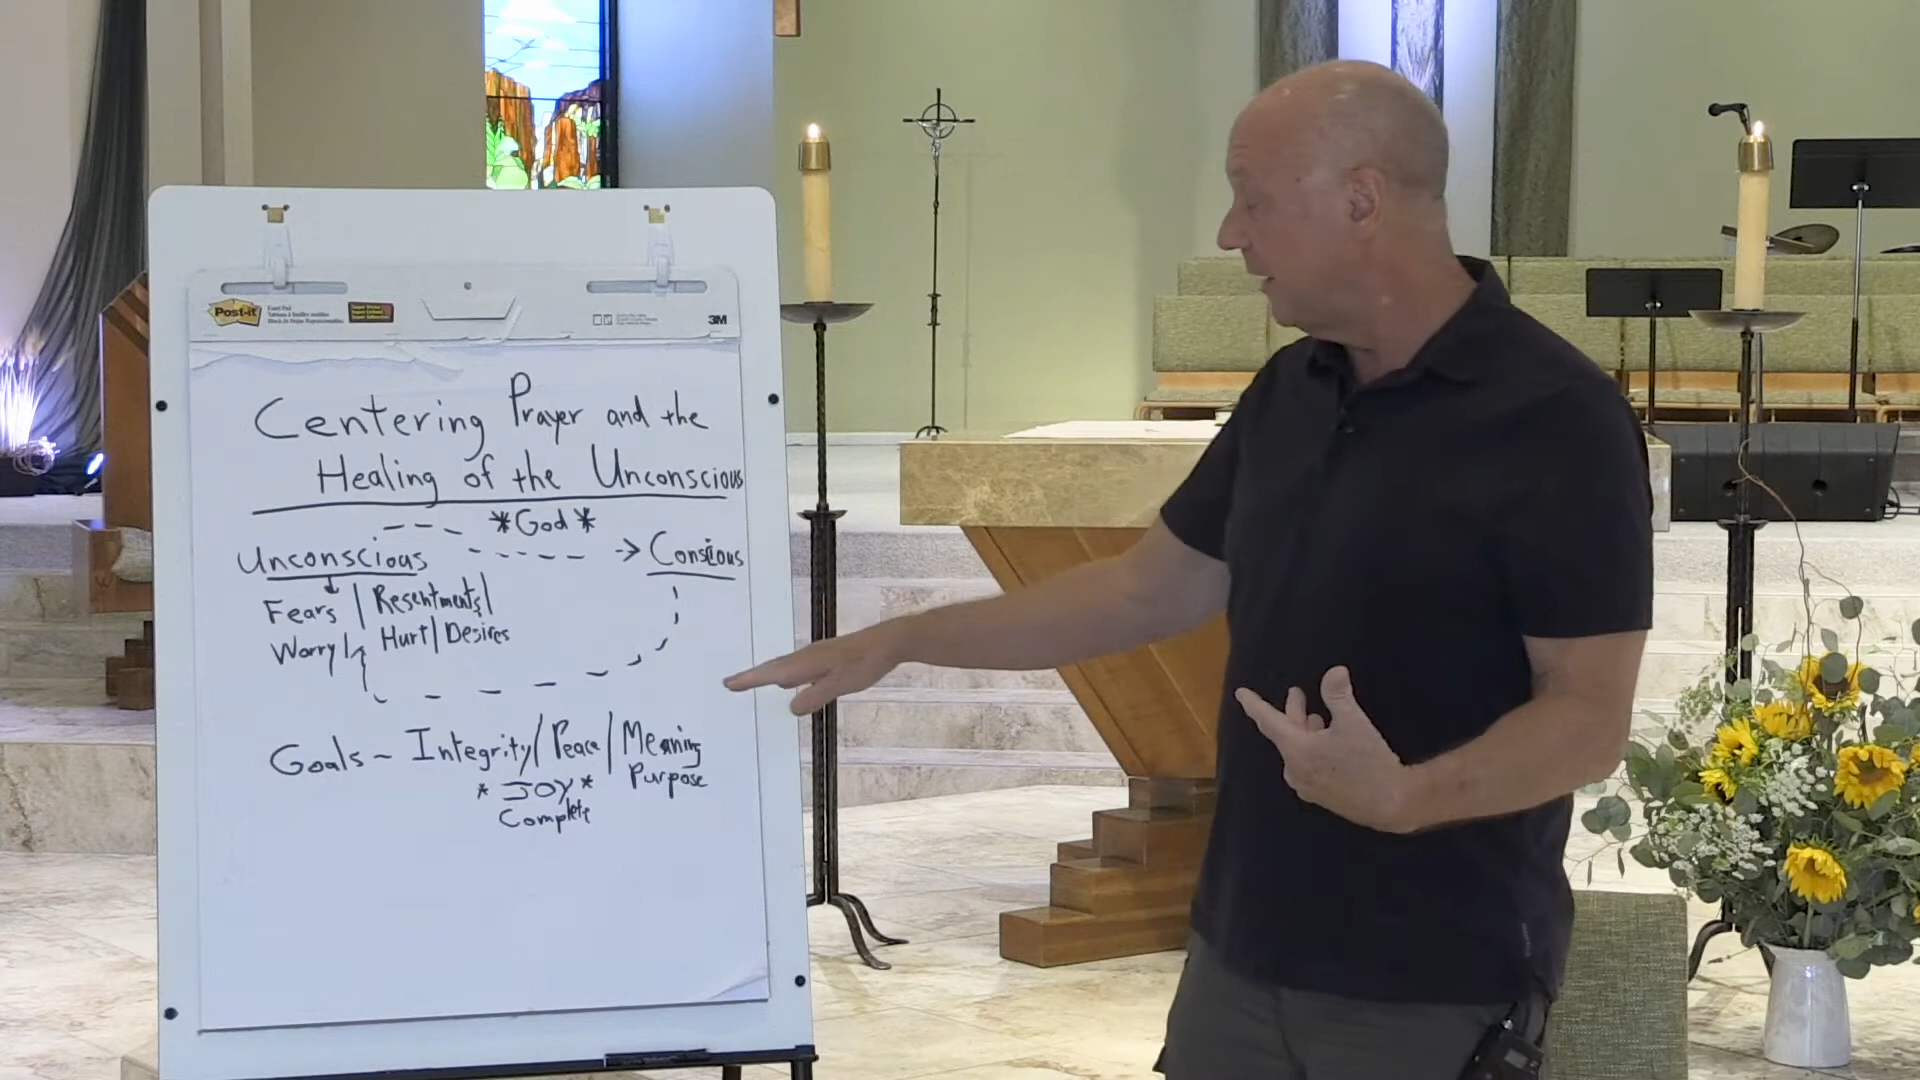 Post-it
3M
Centering Prayer and the
Healing of the Unconscious
*God*
Unconscious → Conscious
Fears | Resentments |
Worry | Hurt | Desires
Goals ~ Integrity / Peace / Meaning
* JOY * Purpose
Complete